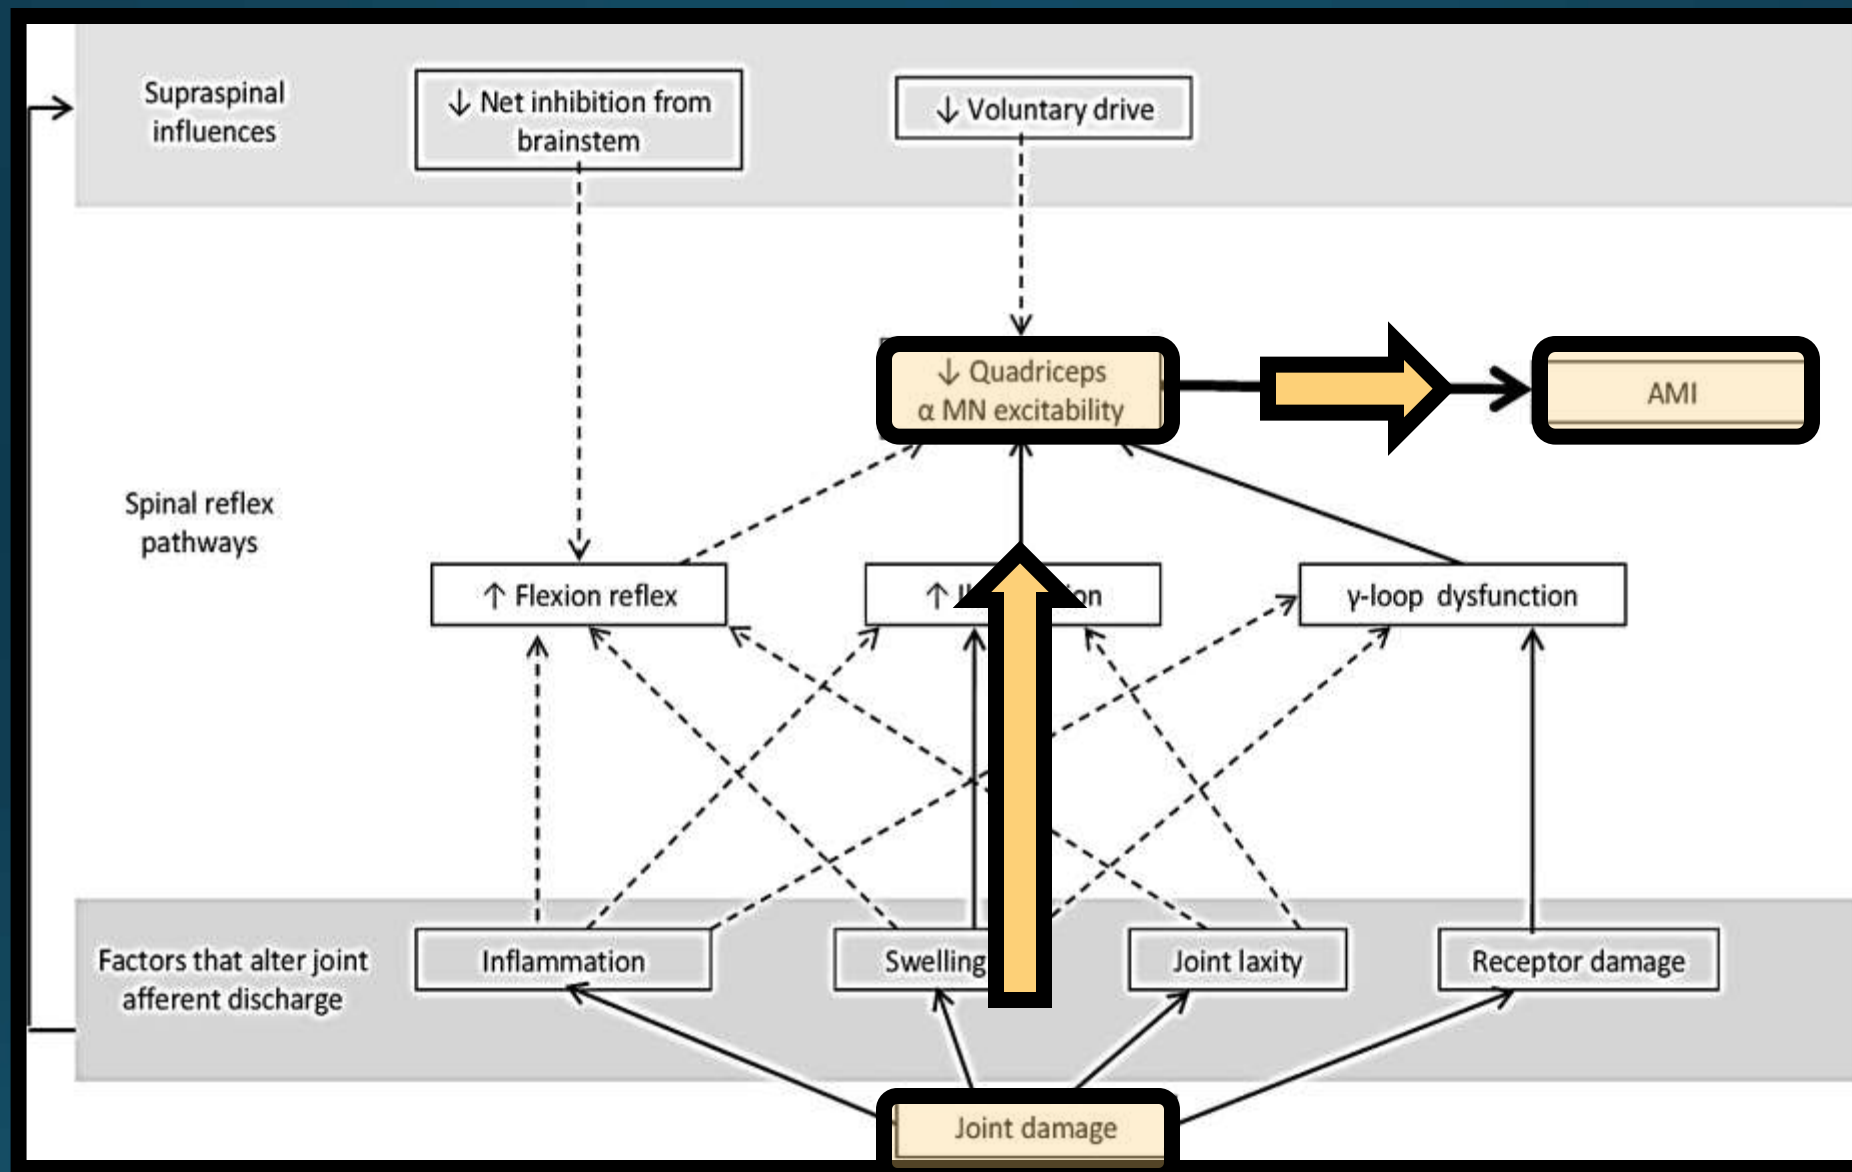 Supraspinal
influences
↓ Net inhibition from
brainstem
↓ Voluntary drive
↓ Quadriceps
α MN excitability
AMI
Spinal reflex
pathways
↑ Flexion reflex
↑
γ-loop dysfunction
Factors that alter joint
afferent discharge
Inflammation
Swelling
Joint laxity
Receptor damage
Joint damage